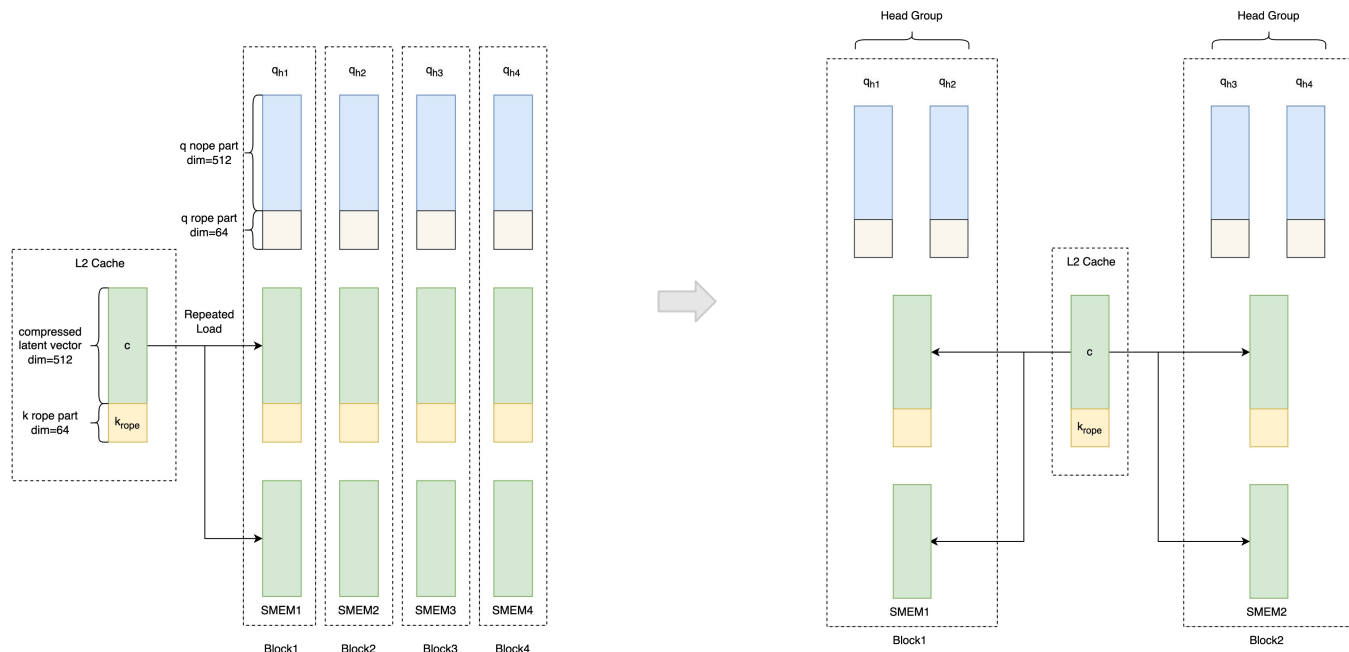 q_h1
q_h2
q_h3
q_h4
q nope part
dim=512
q rope part
dim=64
L2 Cache
compressed
latent vector
dim=512
c
Repeated
Load
k rope part
dim=64
k_rope
SMEM1
SMEM2
SMEM3
SMEM4
Block1
Block2
Block3
Block4
Head Group
q_h1
q_h2
L2 Cache
c
k_rope
SMEM1
Block1
Head Group
q_h3
q_h4
SMEM2
Block2